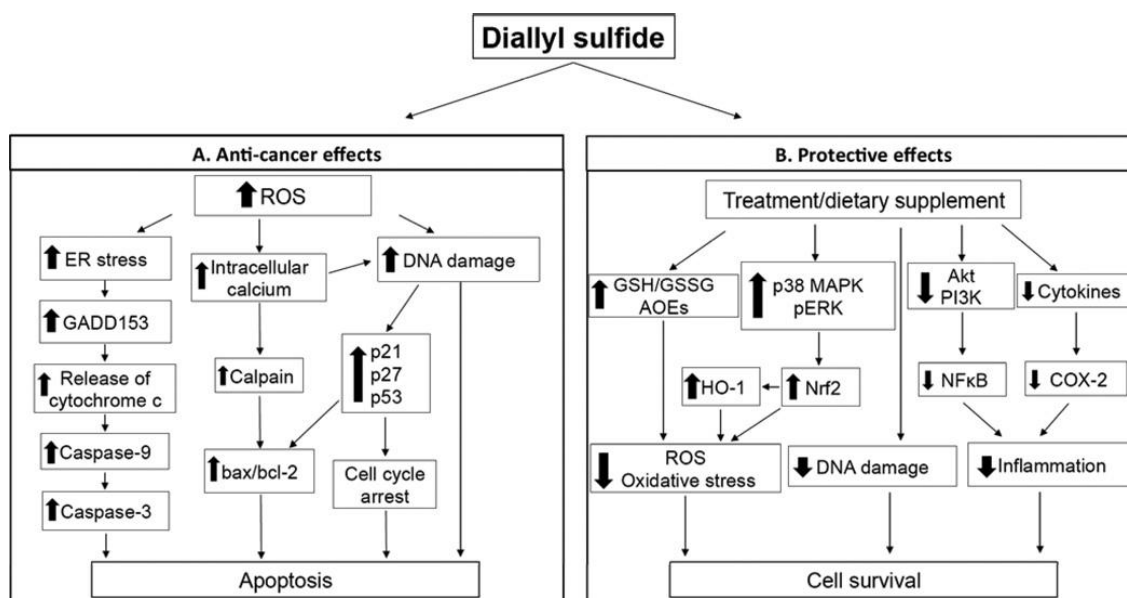 Diallyl sulfide
A. Anti-cancer effects
ROS
ER stress
Intracellular
calcium
DNA damage
GADD153
Release of
cytochrome c
Calpain
p21
p27
p53
Caspase-9
bax/bcl-2
Cell cycle
arrest
Caspase-3
Apoptosis
B. Protective effects
Treatment/dietary supplement
GSH/GSSG
AOEs
p38 MAPK
pERK
Akt
PI3K
Cytokines
HO-1
Nrf2
NFκB
COX-2
ROS
Oxidative stress
DNA damage
Inflammation
Cell survival